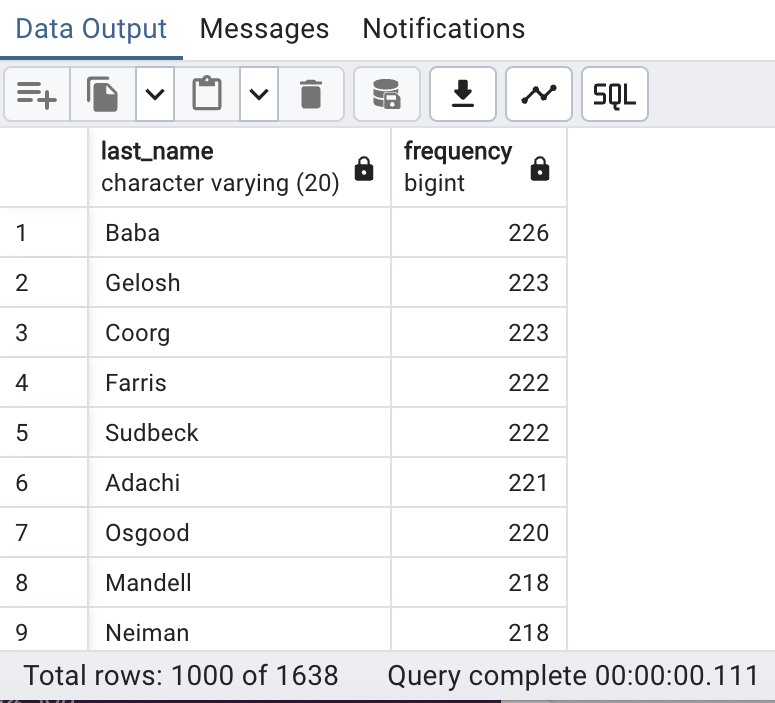 Data Output Messages Notifications
SQL
last_name frequency
character varying (20) bigint
1 Baba 226
2 Gelosh 223
3 Coorg 223
4 Farris 222
5 Sudbeck 222
6 Adachi 221
7 Osgood 220
8 Mandell 218
9 Neiman 218
Total rows: 1000 of 1638 Query complete 00:00:00.111